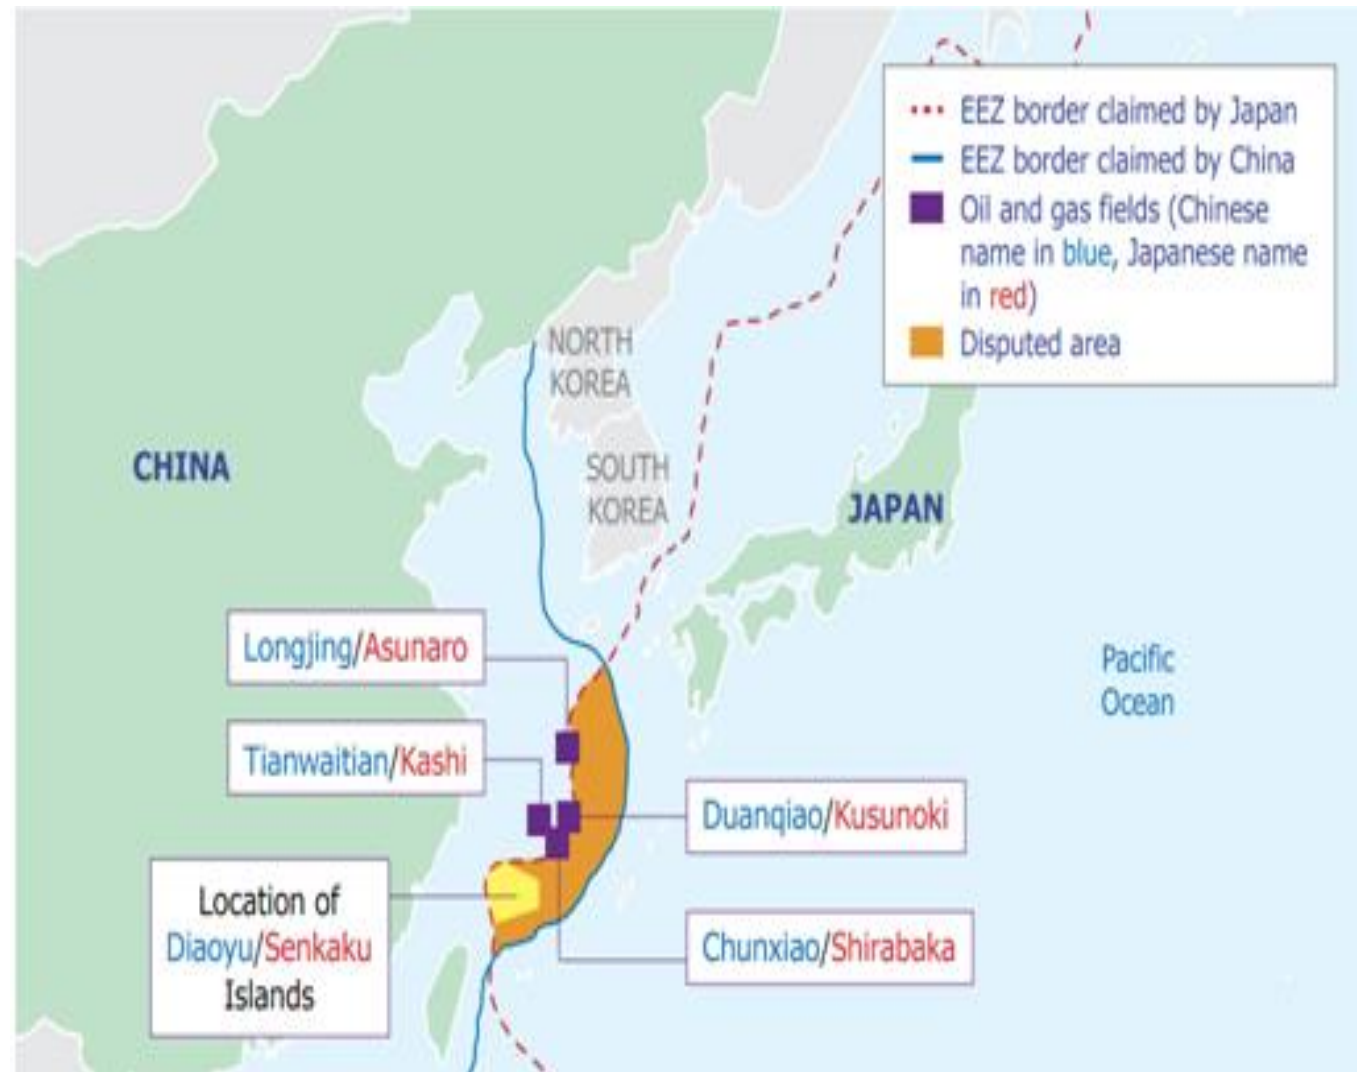 EEZ border claimed by Japan
EEZ border claimed by China
Oil and gas fields (Chinese
name in blue, Japanese name
in red)
Disputed area
NORTH
KOREA
SOUTH
KOREA
CHINA
JAPAN
Pacific
Ocean
Longjing/Asunaro
Tianwaitian/Kashi
Duanqiao/Kusunoki
Location of
Diaoyu/Senkaku
Islands
Chunxiao/Shirabaka